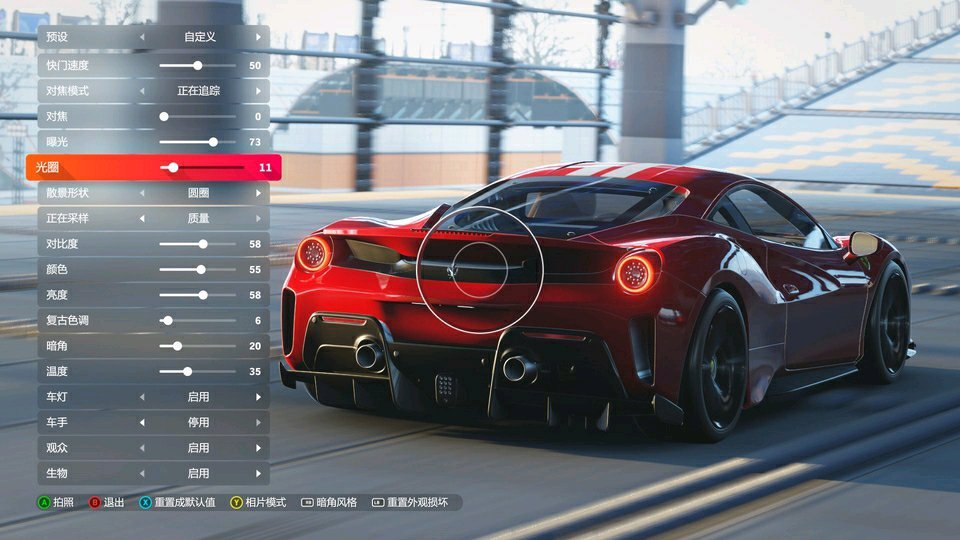 预设 自定义
快门速度 50
对焦模式 正在追踪
对焦 0
曝光 73
光圈 11
散景形状 圆圈
正在采样 质量
对比度 58
颜色 55
亮度 58
复古色调 6
暗角 20
温度 35
车灯 启用
车手 停用
观众 启用
生物 启用
A 拍照 B 退出 X 重置成默认值 Y 相片模式 暗角风格 重置外观损坏